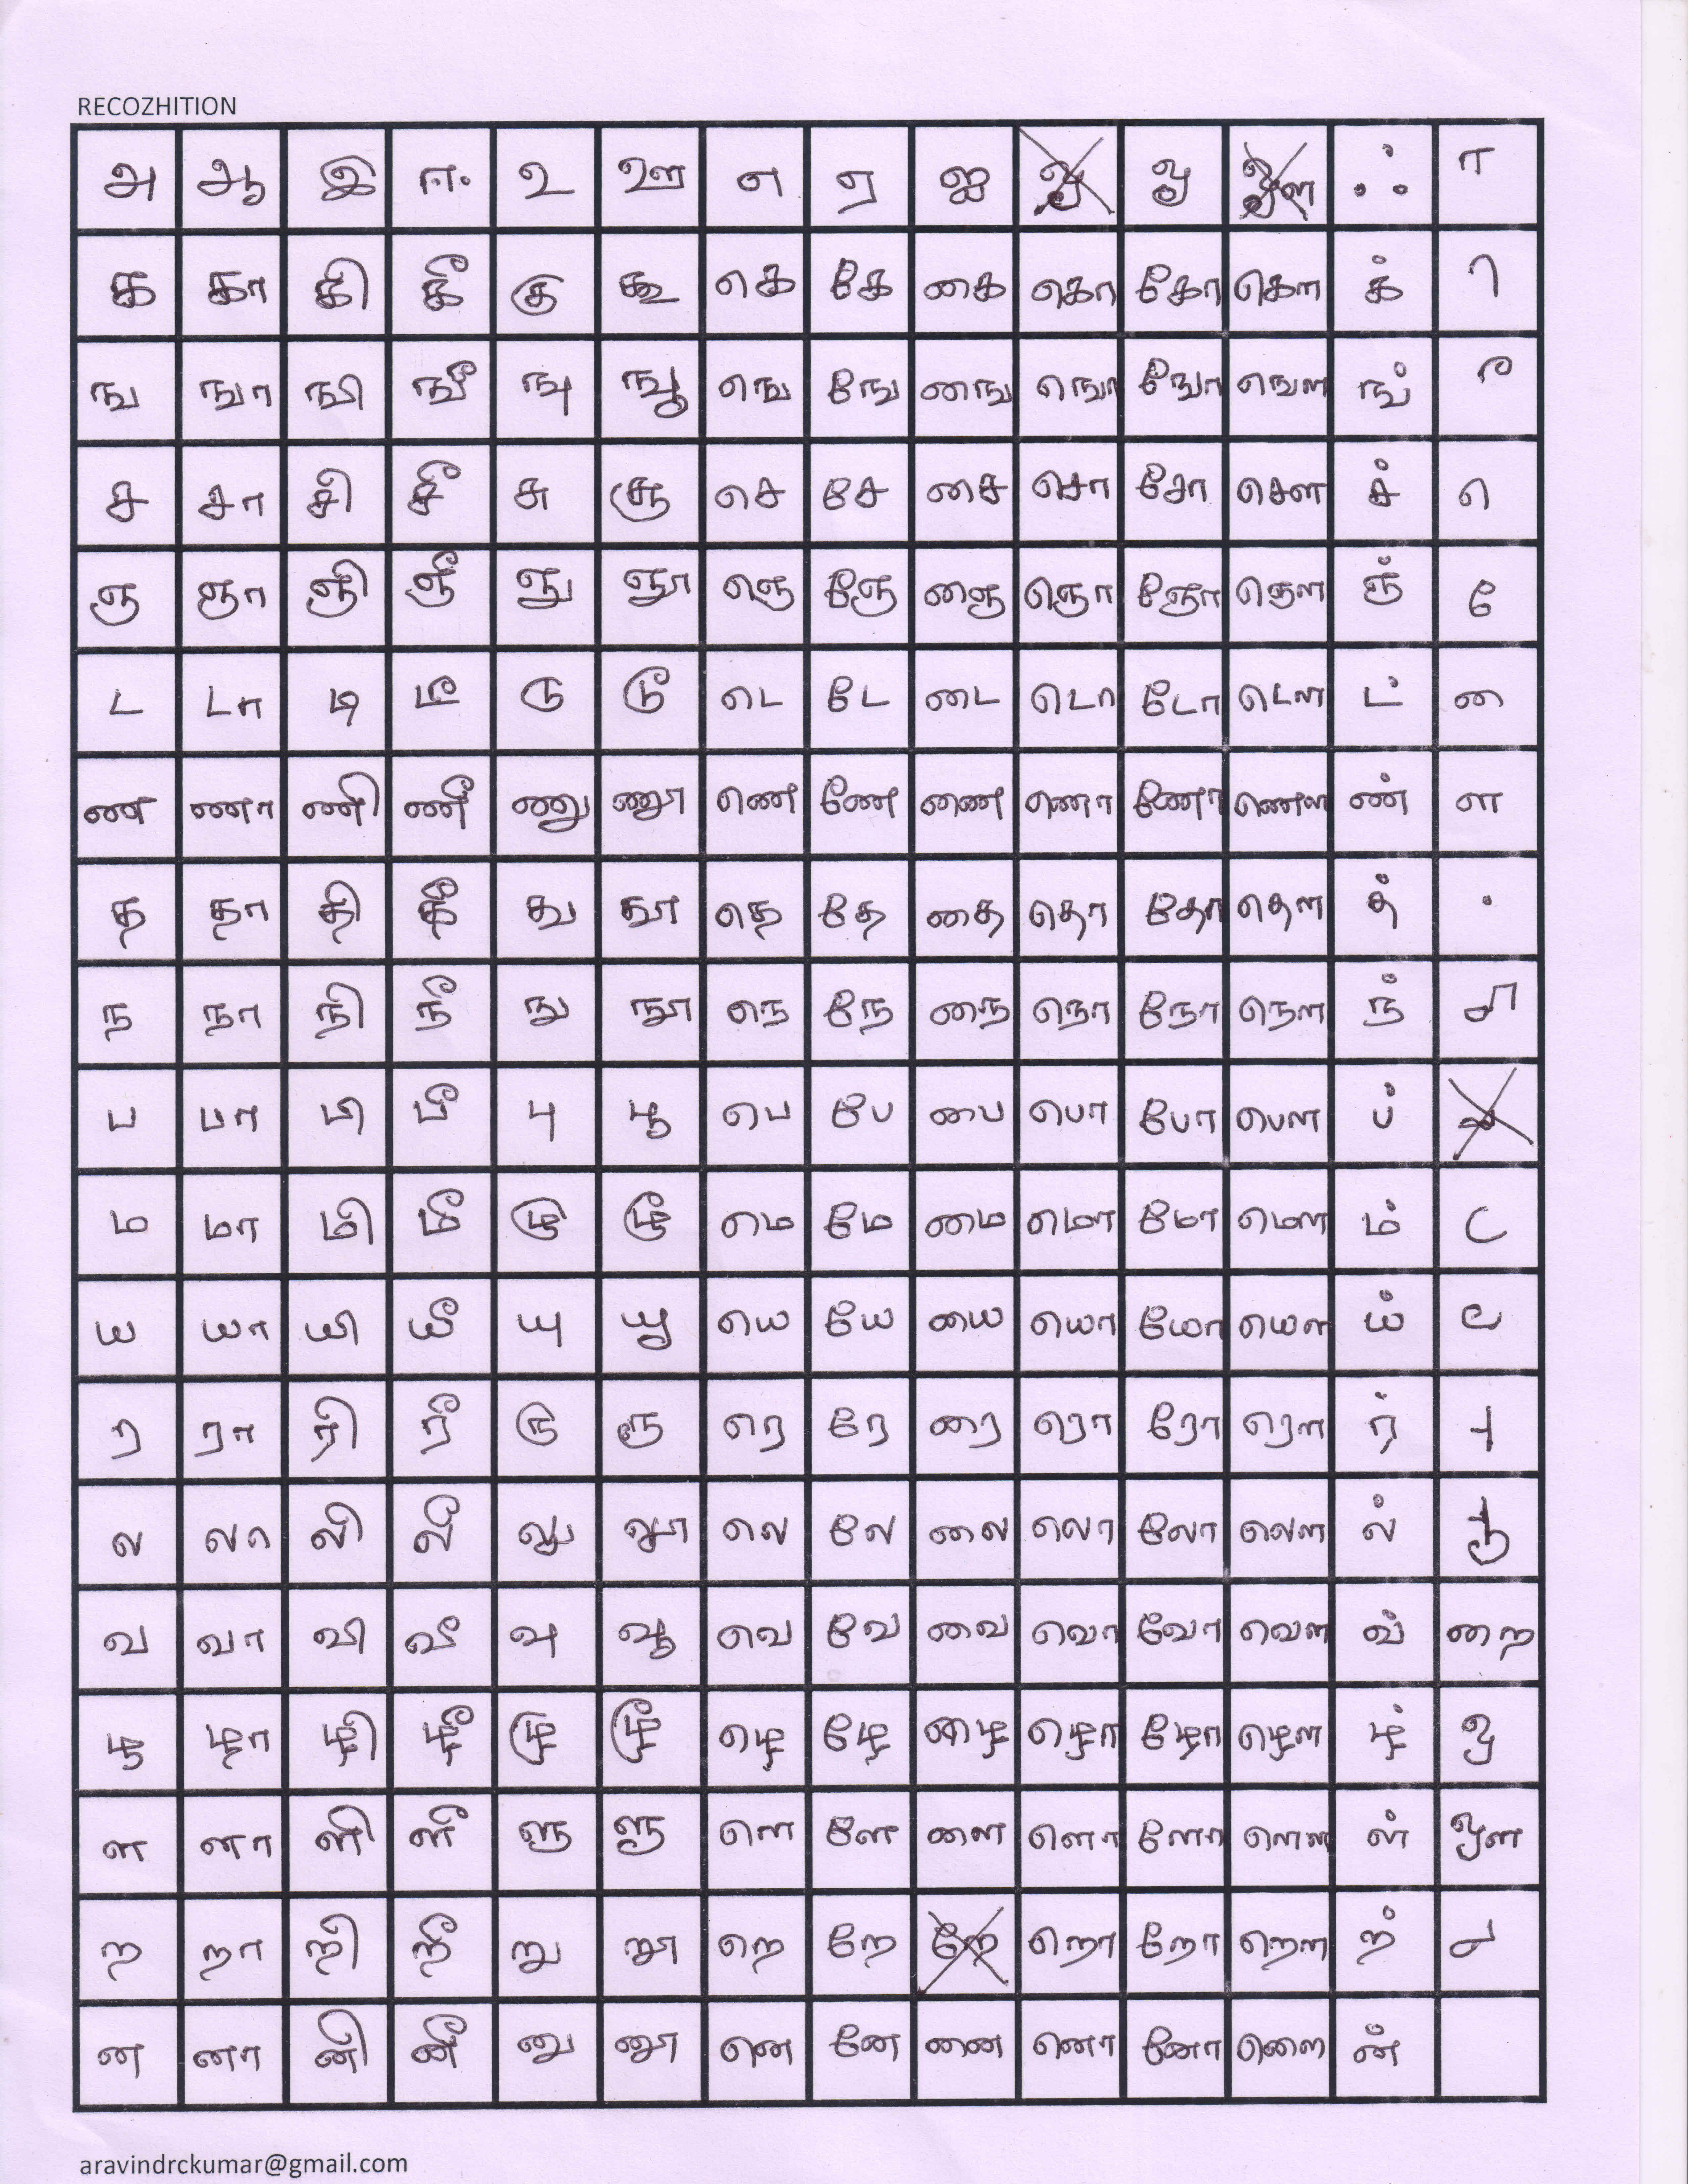 RECOZHITION
அ ஆ இ ஈ உ ஊ எ ஏ ஐ ஒ ஃ ா
க கா கி கீ கு கூ கெ கே கை கொ கோ கௌ க் ி
ங ஙா ஙி ஙீ ஙு ஙூ ஙெ ஙே ஙை ஙொ ஙோ ஙௌ ங் ீ
ச சா சி சீ சு சூ செ சே சை சொ சோ சௌ ச் ெ
ஞ ஞா ஞி ஞீ ஞு ஞூ ஞெ ஞே ஞை ஞொ ஞோ ஞௌ ஞ் ே
ட டா டி டீ டு டூ டெ டே டை டொ டோ டௌ ட் ை
ண ணா ணி ணீ ணு ணூ ணெ ணே ணை ணொ ணோ ணௌ ண் ள
த தா தி தீ து தூ தெ தே தை தொ தோ தௌ த் ்
ந நா நி நீ நு நூ நெ நே நை நொ நோ நௌ ந்
ப பா பி பீ பு பூ பெ பே பை பொ போ பௌ ப்
ம மா மி மீ மு மூ மெ மே மை மொ மோ மௌ ம்
ய யா யி யீ யு யூ யெ யே யை யொ யோ யௌ ய்
ர ரா ரி ரீ ரு ரூ ரெ ரே ரை ரொ ரோ ரௌ ர்
ல லா லி லீ லு லூ லெ லே லை லொ லோ லௌ ல்
வ வா வி வீ வு வூ வெ வே வை வொ வோ வௌ வ் றை
ழ ழா ழி ழீ ழு ழூ ழெ ழே ழை ழொ ழோ ழௌ ழ் ஒ
ள ளா ளி ளீ ளு ளூ ளெ ளே ளை ளொ ளோ ளௌ ள் ஔ
ற றா றி றீ று றூ றெ றே றொ றோ றௌ ற்
ன னா னி னீ னு னூ னெ னே னை னொ னோ னௌ ன்
aravindrckumar@gmail.com